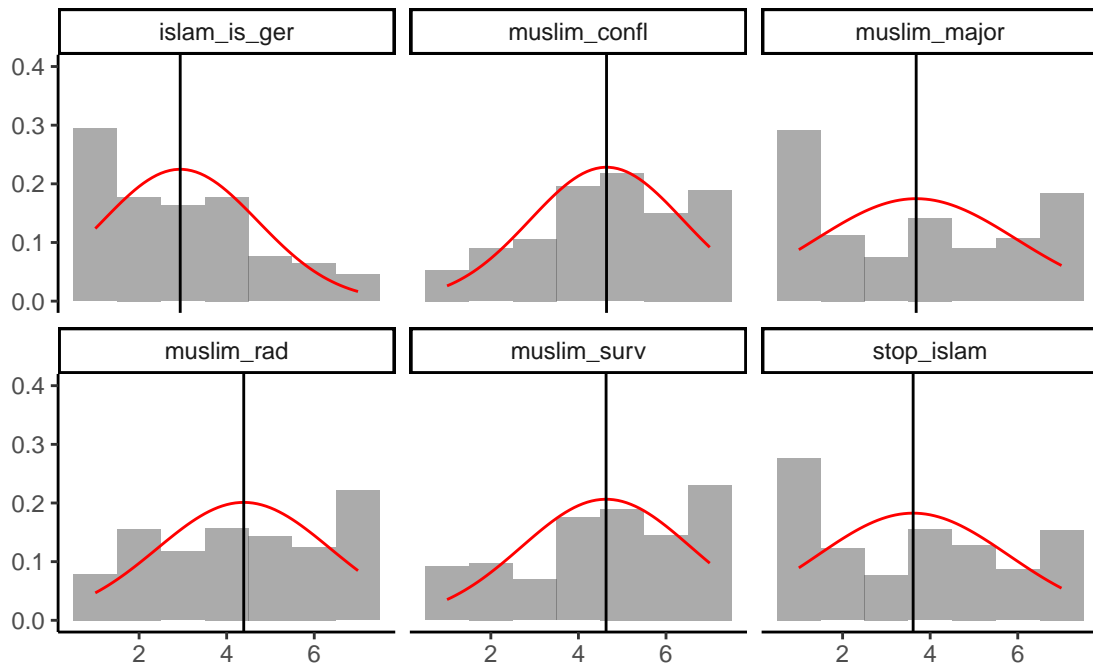 islam_is_ger
muslim_confl
muslim_major
0.4
0.3
0.2
0.1
0.0
muslim_rad
muslim_surv
stop_islam
0.4
0.3
0.2
0.1
0.0
2 4 6
2 4 6
2 4 6